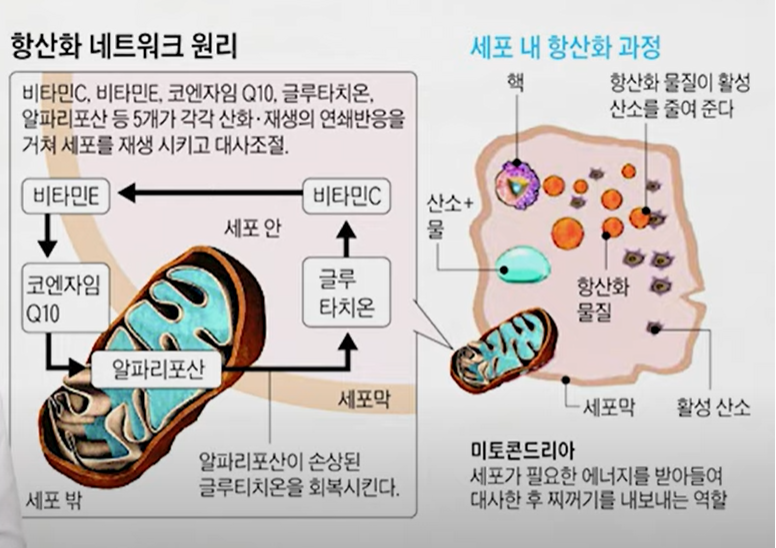 항산화 네트워크 원리
비타민C, 비타민E, 코엔자임 Q10, 글루타치온,
알파리포산 등 5개가 각각 산화·재생의 연쇄반응을
거쳐 세포를 재생 시키고 대사조절.
비타민E
비타민C
세포 안
코엔자임
Q10
글루
타치온
알파리포산
세포막
알파리포산이 손상된
글루티치온을 회복시킨다.
세포 밖
세포 내 항산화 과정
핵
항산화 물질이 활성
산소를 줄여 준다
산소+
물
항산화
물질
세포막
활성 산소
미토콘드리아
세포가 필요한 에너지를 받아들여
대사한 후 찌꺼기를 내보내는 역할